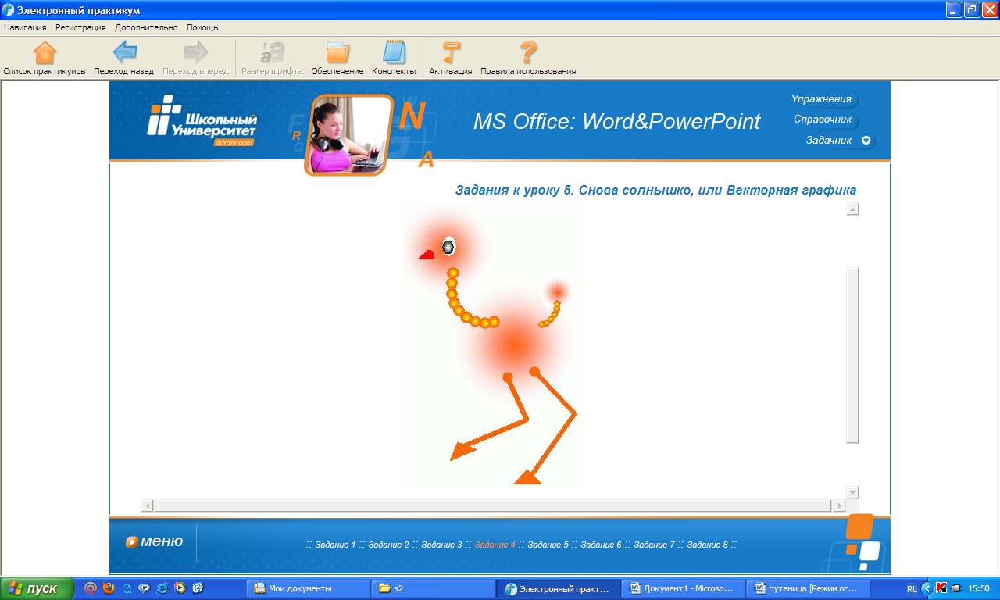 Электронный практикум
Навигация Регистрация Дополнительно Помощь
Список практикумов Переход назад Переход вперед Размер шрифта Обеспечение Конспекты Активация Правила использования
Школьный
Университет
itdrom.com
F
R
Q
W
G
N
A
MS Office: Word&PowerPoint
Упражнения
Справочник
Задачник
Задания к уроку 5. Снова солнышко, или Векторная графика
меню
:: Задание 1 :: Задание 2 :: Задание 3 :: Задание 4 :: Задание 5 :: Задание 6 :: Задание 7 :: Задание 8 ::
пуск Мои документы з2 Электронный практ... Документ1 - Microso... путаница [Режим ог... RU 15:50